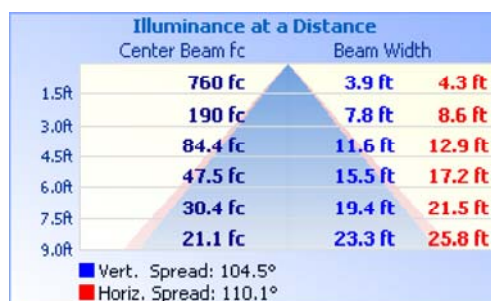 Illuminance at a Distance
Center Beam fc Beam Width
1.5ft 760 fc 3.9 ft 4.3 ft
3.0ft 190 fc 7.8 ft 8.6 ft
4.5ft 84.4 fc 11.6 ft 12.9 ft
6.0ft 47.5 fc 15.5 ft 17.2 ft
7.5ft 30.4 fc 19.4 ft 21.5 ft
9.0ft 21.1 fc 23.3 ft 25.8 ft
Vert. Spread: 104.5°
Horiz. Spread: 110.1°